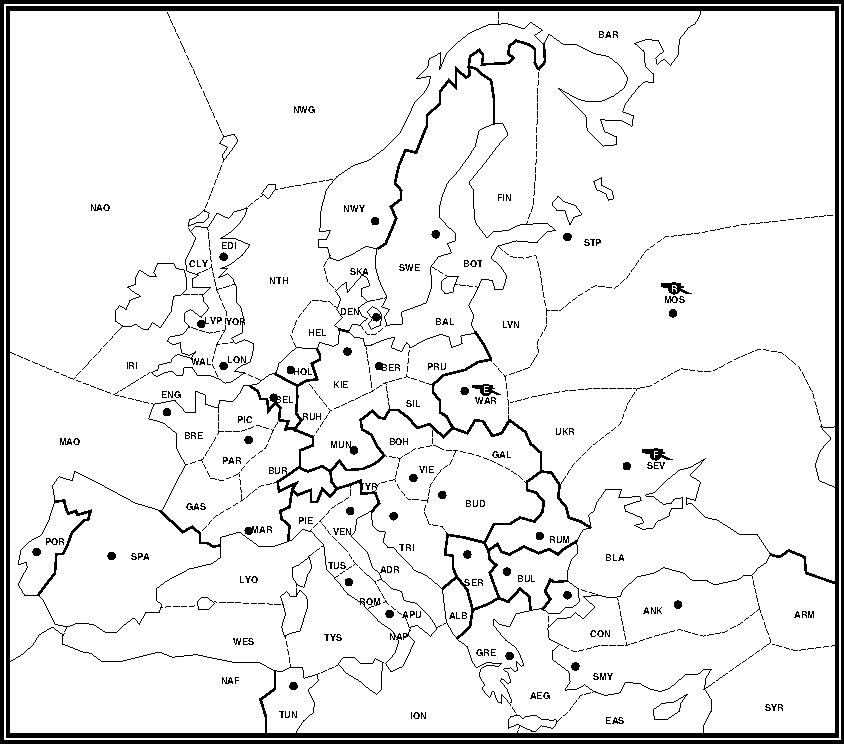 BAR
NWG
NAO
FIN
NWY
EDI
STP
CLY
SKA
SWE
BOT
NTH
R
MOS
DEN
LVP
YOR
BAL
LVN
HEL
IRI
WAL
LON
HOL
BER
PRU
KIE
ENG
BEL
WAR
SIL
RUH
PIC
BRE
UKR
MAO
MUN
BOH
PAR
GAL
F
SEV
BUR
VIE
TYR
GAS
BUD
PIE
MAR
VEN
POR
RUM
TRI
SPA
BLA
TUS
ADR
LYO
SER
BUL
ROM
ANK
APU
ALB
ARM
WES
TYS
NAP
CON
GRE
NAF
SMY
AEG
TUN
ION
EAS
SYR